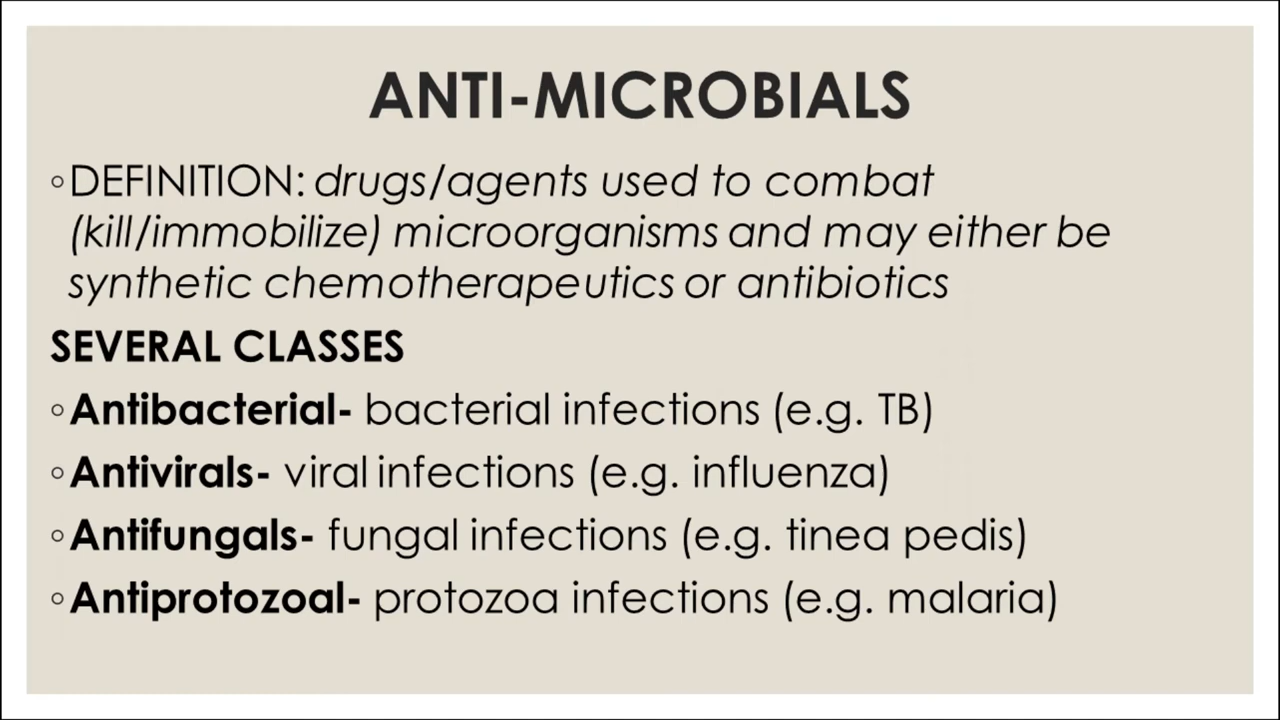 ANTI-MICROBIALS
◦DEFINITION: drugs/agents used to combat
(kill/immobilize) microorganisms and may either be
synthetic chemotherapeutics or antibiotics
SEVERAL CLASSES
◦Antibacterial- bacterial infections (e.g. TB)
◦Antivirals- viral infections (e.g. influenza)
◦Antifungals- fungal infections (e.g. tinea pedis)
◦Antiprotozoal- protozoa infections (e.g. malaria)